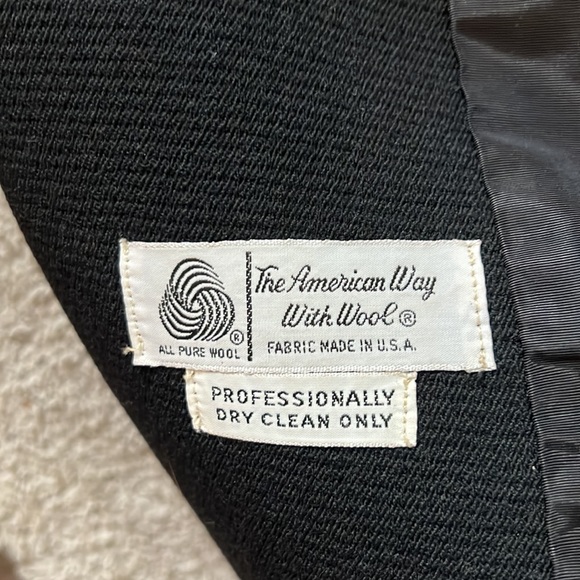 The American Way
With Wool®
®
ALL PURE WOOL
FABRIC MADE IN U.S.A.
PROFESSIONALLY
DRY CLEAN ONLY